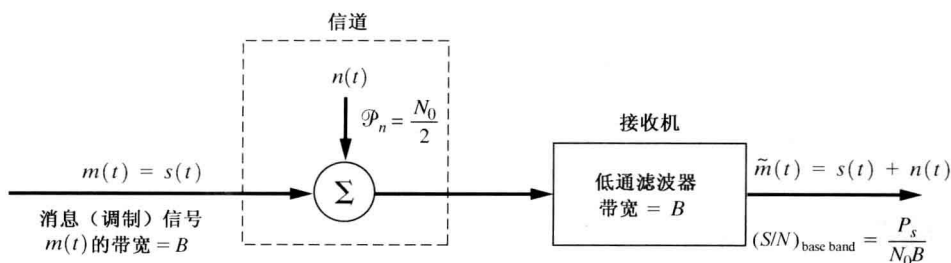 信道
n(t)
𝒫n = N0/2
接收机
m(t) = s(t)
Σ
低通滤波器
带宽 = B
m̃(t) = s(t) + n(t)
消息（调制）信号
m(t)的带宽 = B
(S/N)base band = Ps/N0B